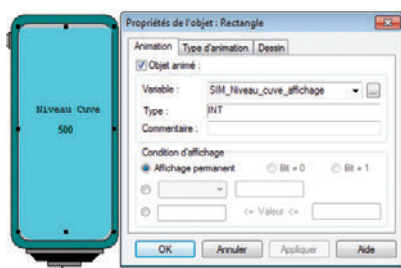 Niveau Cuve
500
Propriétés de l'objet : Rectangle
Animation Type d'animation Dessin
Objet animé :
Variable : SIM_Niveau_cuve_affichage ...
Type : INT
Commentaire :
Condition d'affichage
Affichage permanent Bit = 0 Bit = 1
<= Valeur <=
OK Annuler Appliquer Aide